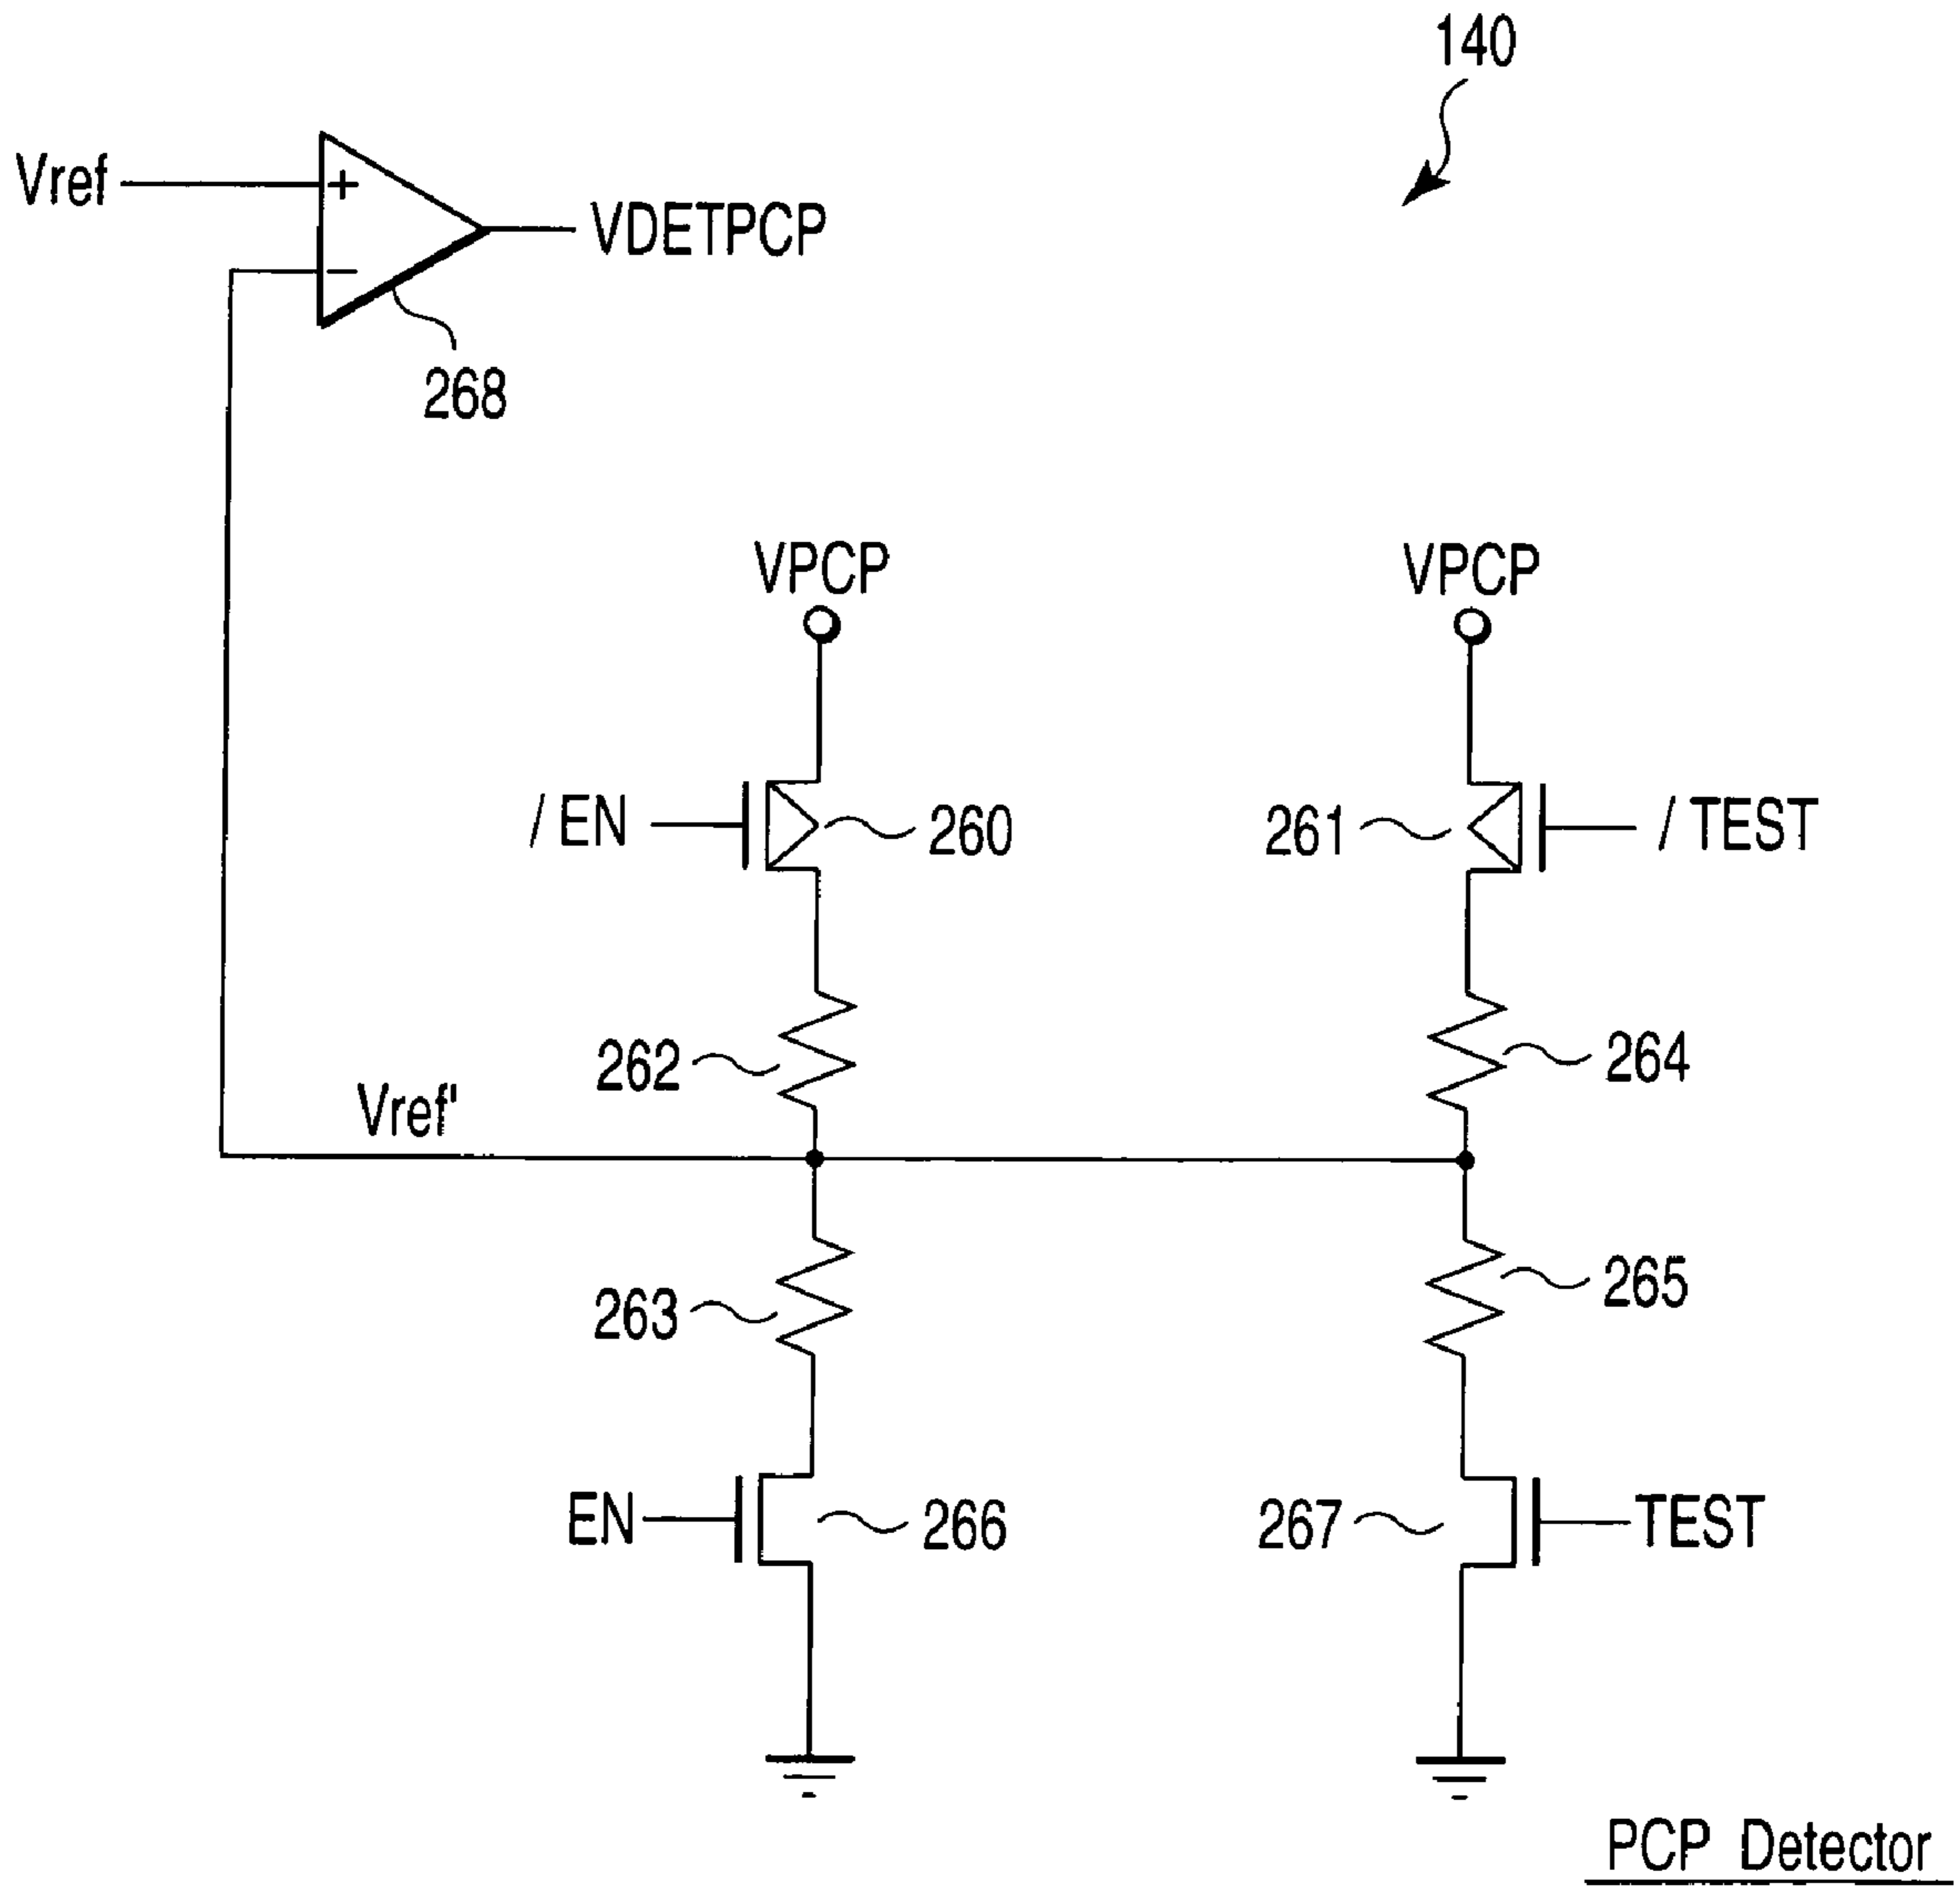 140
Vref
+
VDETPCP
−
268
VPCP
VPCP
/ EN
260
261
/ TEST
262
264
Vref'
263
265
EN
266
267
TEST
PCP Detector